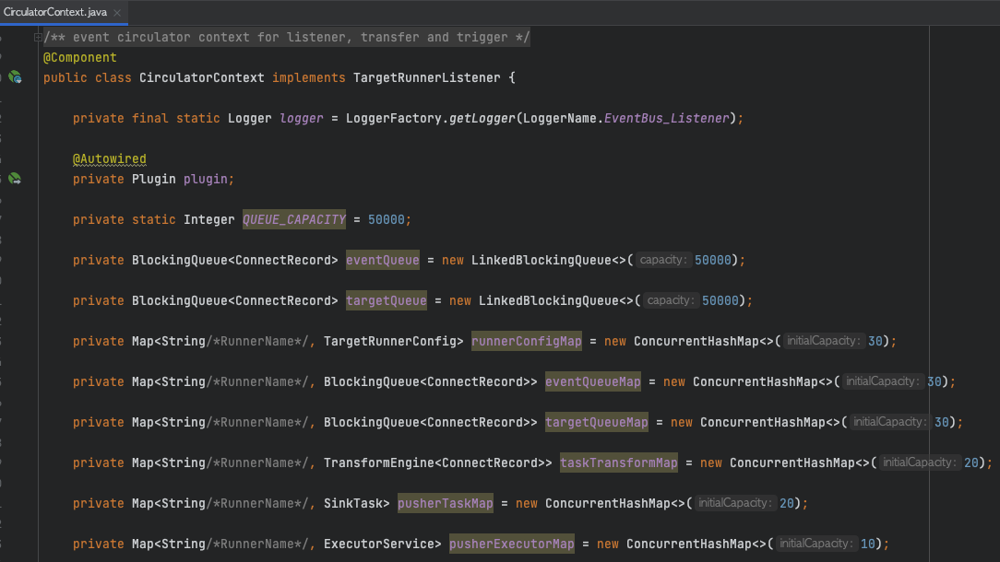 CirculatorContext.java
/** event circulator context for listener, transfer and trigger */
@Component
public class CirculatorContext implements TargetRunnerListener {
private final static Logger logger = LoggerFactory.getLogger(LoggerName.EventBus_Listener);
@Autowired
private Plugin plugin;
private static Integer QUEUE_CAPACITY = 50000;
private BlockingQueue<ConnectRecord> eventQueue = new LinkedBlockingQueue<>( capacity: 50000);
private BlockingQueue<ConnectRecord> targetQueue = new LinkedBlockingQueue<>( capacity: 50000);
private Map<String/*RunnerName*/, TargetRunnerConfig> runnerConfigMap = new ConcurrentHashMap<>( initialCapacity: 30);
private Map<String/*RunnerName*/, BlockingQueue<ConnectRecord>> eventQueueMap = new ConcurrentHashMap<>( initialCapacity: 30);
private Map<String/*RunnerName*/, BlockingQueue<ConnectRecord>> targetQueueMap = new ConcurrentHashMap<>( initialCapacity: 30);
private Map<String/*RunnerName*/, TransformEngine<ConnectRecord>> taskTransformMap = new ConcurrentHashMap<>( initialCapacity: 20);
private Map<String/*RunnerName*/, SinkTask> pusherTaskMap = new ConcurrentHashMap<>( initialCapacity: 20);
private Map<String/*RunnerName*/, ExecutorService> pusherExecutorMap = new ConcurrentHashMap<>( initialCapacity: 10);